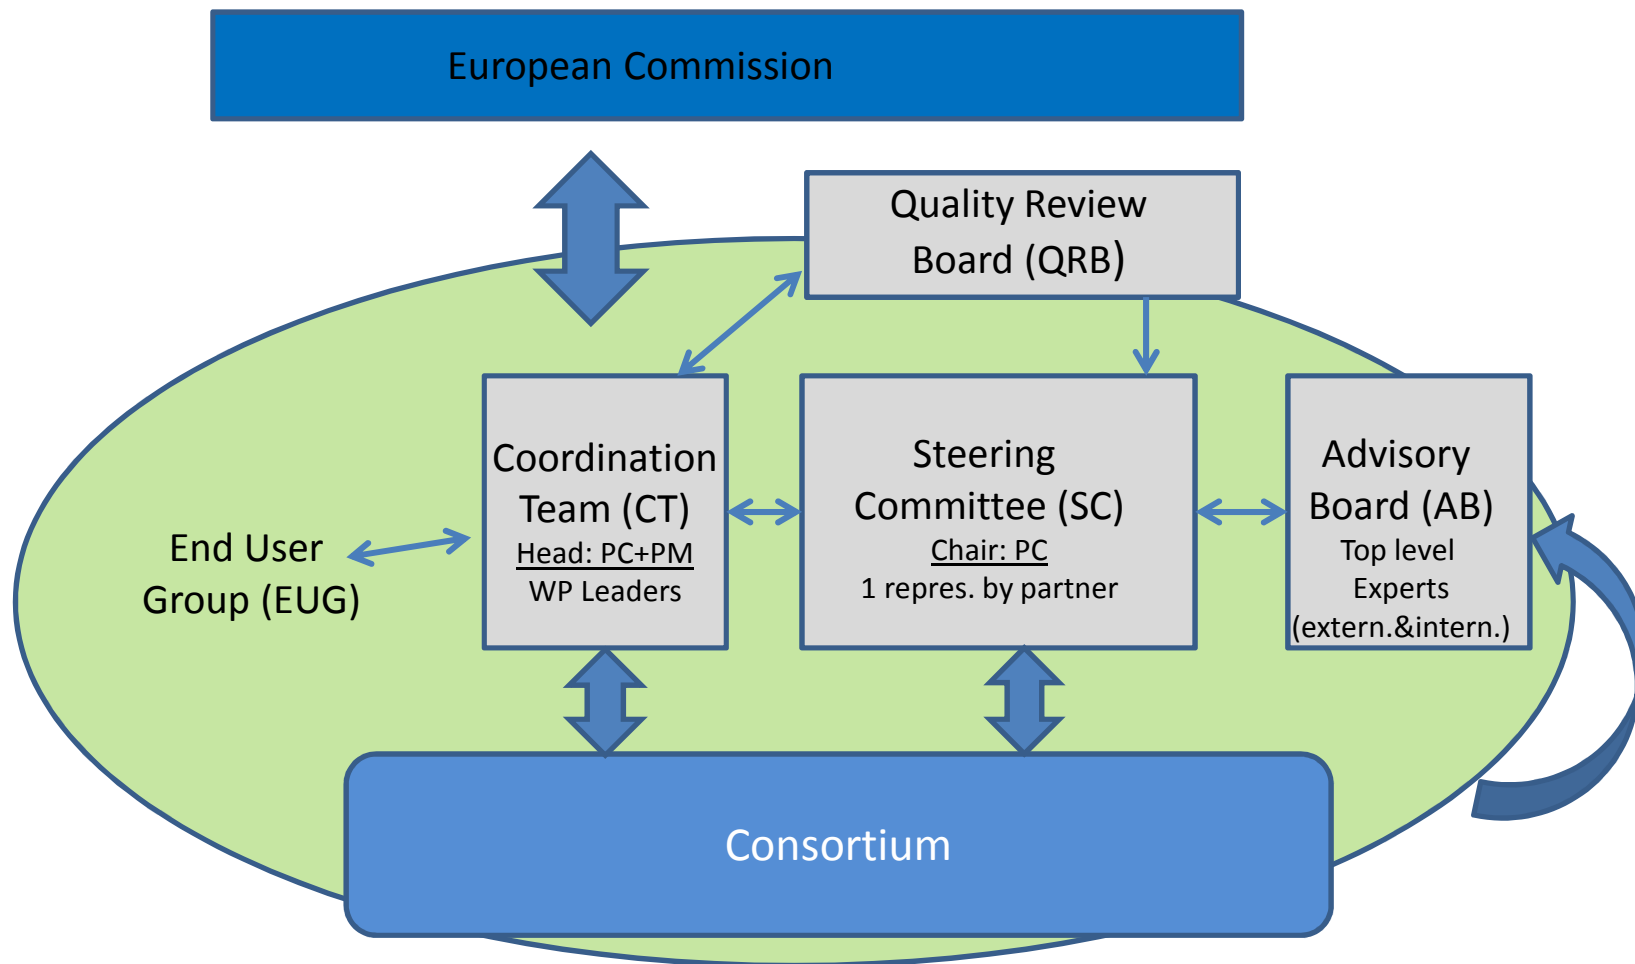 European Commission
Quality Review
Board (QRB)
Coordination
Team (CT)
Head: PC+PM
WP Leaders
Steering
Committee (SC)
Chair: PC
1 repres. by partner
Advisory
Board (AB)
Top level
Experts
(extern.&intern.)
End User
Group (EUG)
Consortium